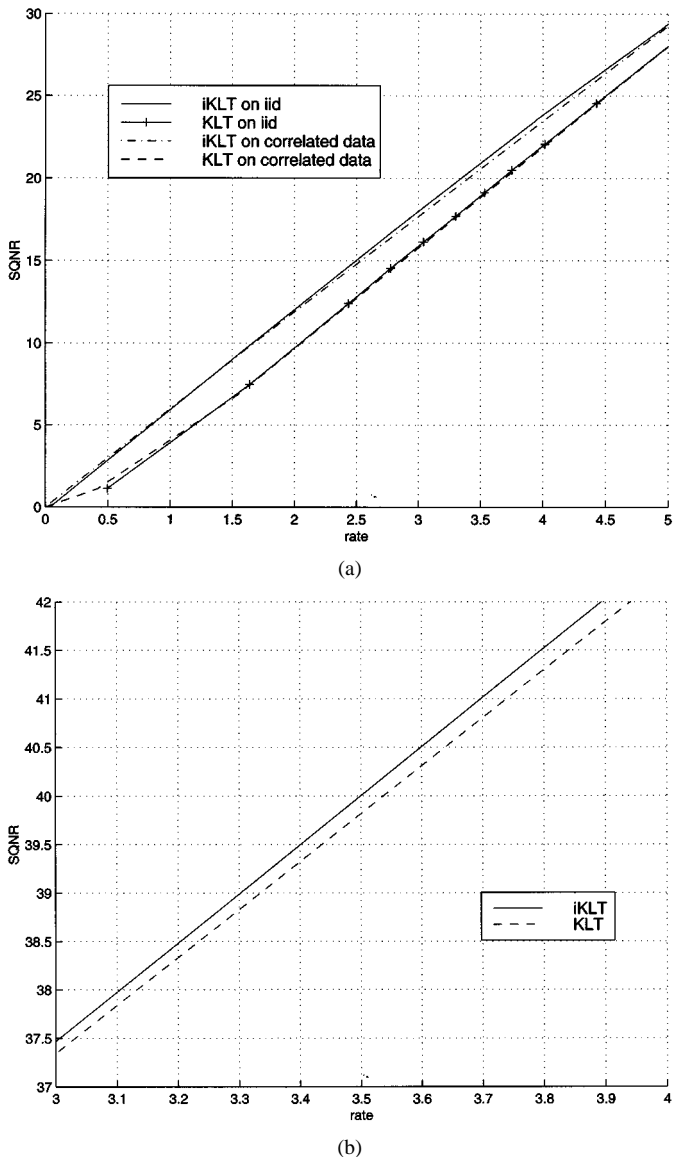 30
25
20
15
10
5
0
SQNR
iKLT on iid
KLT on iid
iKLT on correlated data
KLT on correlated data
0 0.5 1 1.5 2 2.5 3 3.5 4 4.5 5
rate
(a)
42
41.5
41
40.5
40
39.5
39
38.5
38
37.5
37
SQNR
iKLT
KLT
3 3.1 3.2 3.3 3.4 3.5 3.6 3.7 3.8 3.9 4
rate
(b)